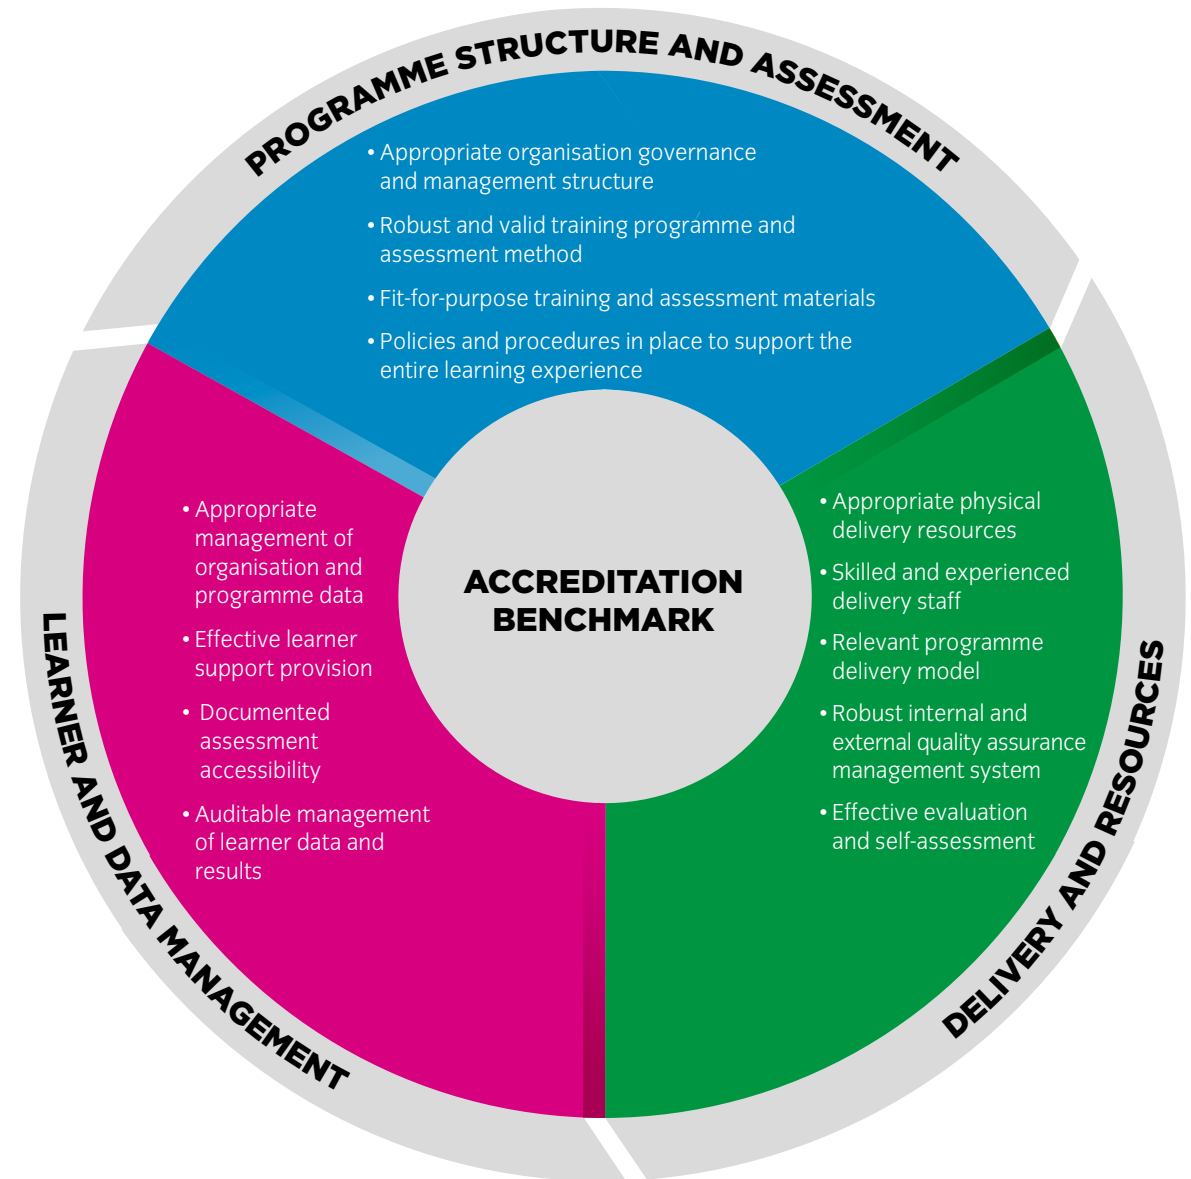 PROGRAMME STRUCTURE AND ASSESSMENT
• Appropriate organisation governance
and management structure
• Robust and valid training programme and
assessment method
• Fit-for-purpose training and assessment materials
• Policies and procedures in place to support the
entire learning experience
ACCREDITATION
BENCHMARK
• Appropriate physical
delivery resources
• Skilled and experienced
delivery staff
• Relevant programme
delivery model
• Robust internal and
external quality assurance
management system
• Effective evaluation
and self-assessment
DELIVERY AND RESOURCES
• Appropriate
management of
organisation and
programme data
• Effective learner
support provision
• Documented
assessment
accessibility
• Auditable management
of learner data and
results
LEARNER AND DATA MANAGEMENT